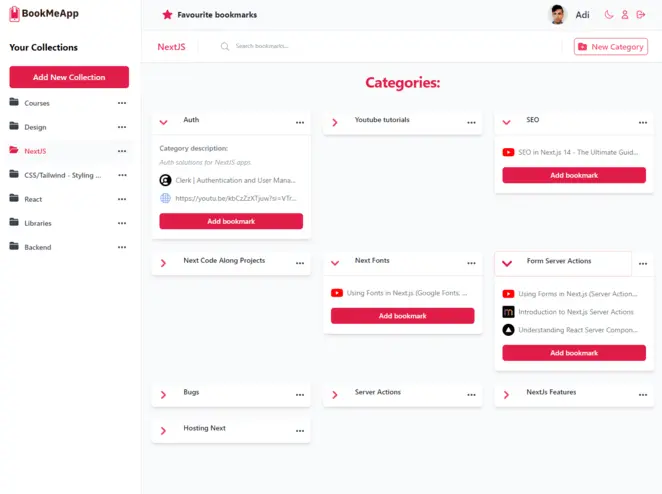 BookMeApp
Favourite bookmarks
Adi
Your Collections
Add New Collection
Courses
Design
NextJS
CSS/Tailwind - Styling ...
React
Libraries
Backend
NextJS
Search bookmarks...
New Category
Categories:
Auth
Category description:
Auth solutions for NextJS apps
Clerk | Authentication and User Mana...
https://youtu.be/kbCzZzXTjuw?si=VTr...
Add bookmark
Youtube tutorials
SEO
SEO in Next.js 14 - The Ultimate Guid...
Add bookmark
Next Code Along Projects
Next Fonts
Using Fonts in Next.js (Google Fonts, ...
Add bookmark
Form Server Actions
Using Forms in Next.js (Server Action...
Introduction to Next.js Server Actions
Understanding React Server Compon...
Add bookmark
Bugs
Server Actions
NextJs Features
Hosting Next